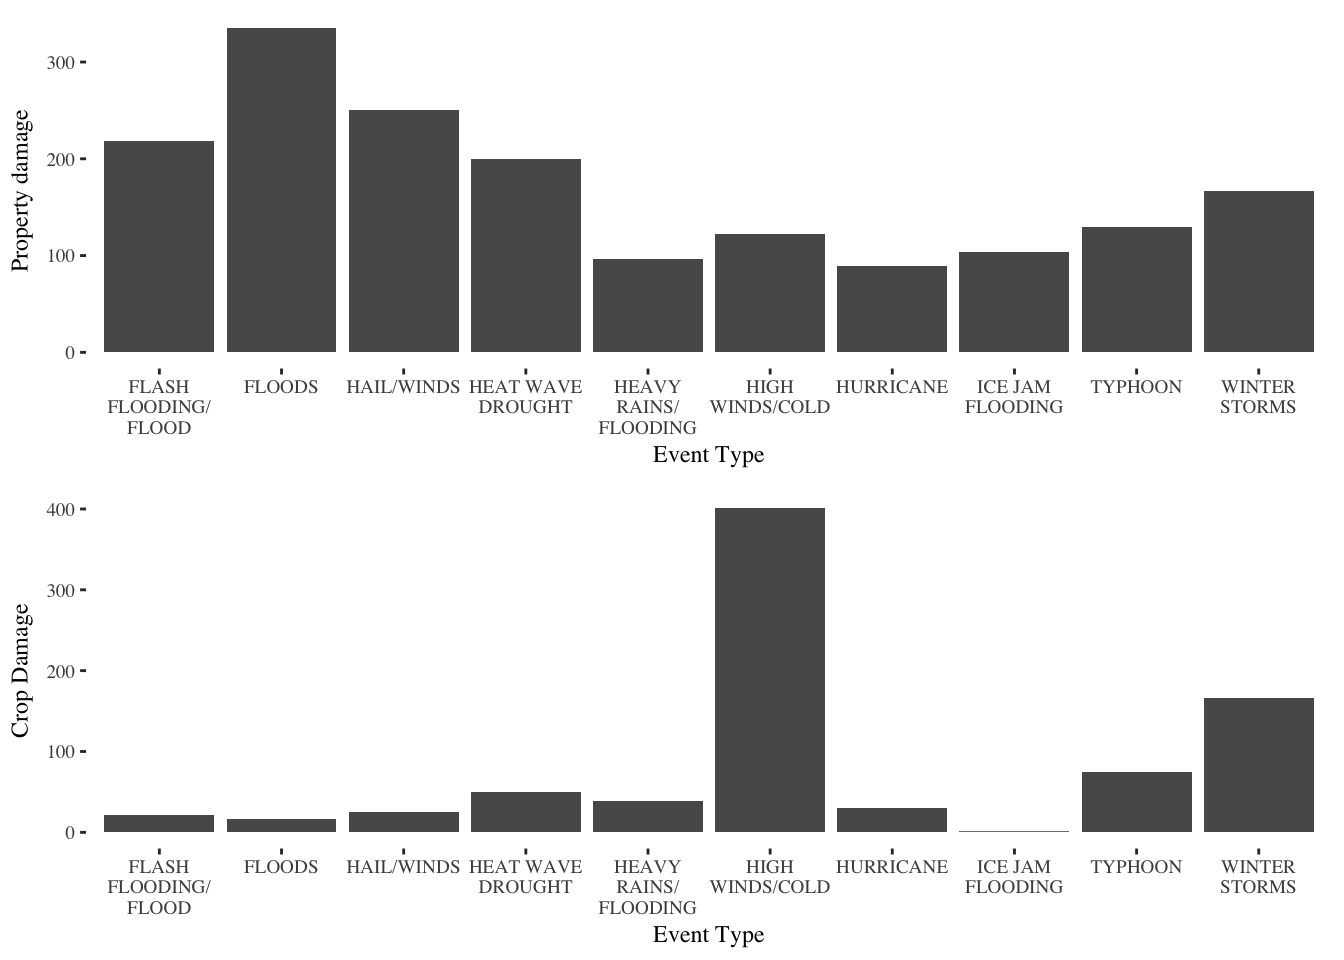 Property damage
300
200
100
0
FLASH FLOODING/ FLOOD
FLOODS
HAIL/WINDS
HEAT WAVE DROUGHT
HEAVY RAINS/ FLOODING
HIGH WINDS/COLD
HURRICANE
ICE JAM FLOODING
TYPHOON
WINTER STORMS
Event Type
Crop Damage
400
300
200
100
0
FLASH FLOODING/ FLOOD
FLOODS
HAIL/WINDS
HEAT WAVE DROUGHT
HEAVY RAINS/ FLOODING
HIGH WINDS/COLD
HURRICANE
ICE JAM FLOODING
TYPHOON
WINTER STORMS
Event Type